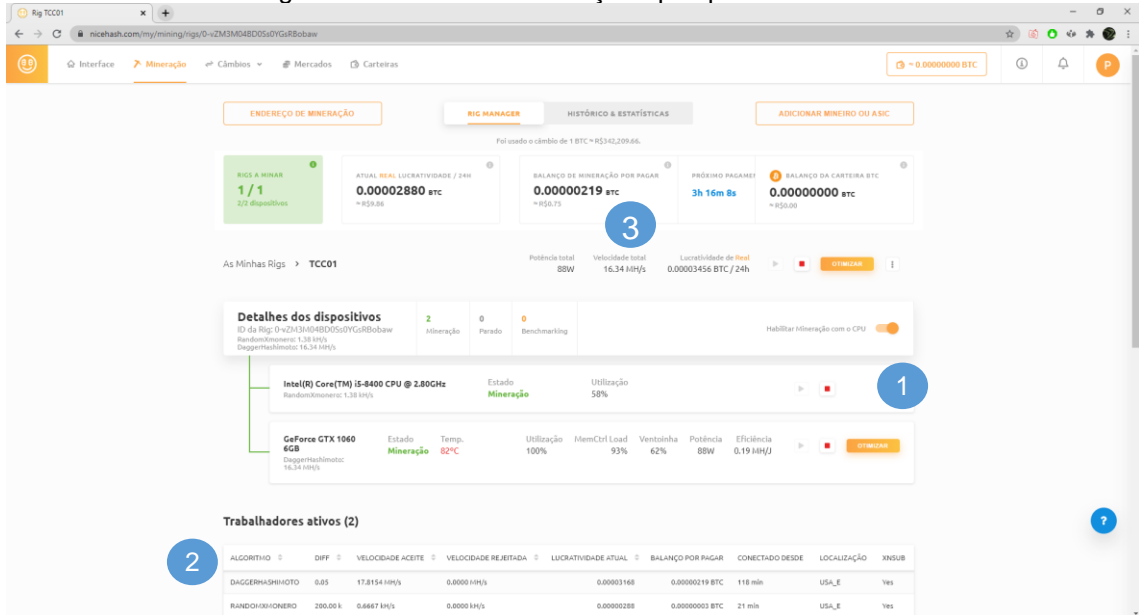 Rig TCC01
nicehash.com/my/mining/rigs/0-vZM3M04BD0Ss0YGsRBobaw
Interface Mineração Câmbios Mercados Carteiras ≈ 0.00000000 BTC P
ENDEREÇO DE MINERAÇÃO RIG MANAGER HISTÓRICO & ESTATÍSTICAS ADICIONAR MINEIRO OU ASIC
Foi usado o câmbio de 1 BTC ≈ R$342,209.66.
RIGS A MINAR ATUAL REAL LUCRATIVIDADE / 24H BALANÇO DE MINERAÇÃO POR PAGAR PRÓXIMO PAGAMEN BALANÇO DA CARTEIRA BTC
1 / 1 0.00002880 BTC 0.00000219 BTC 3h 16m 8s 0.00000000 BTC
2/2 dispositivos ≈ R$9.86 ≈ R$0.75 ≈ R$0.00
3
Potência total Velocidade total Lucratividade de Real
As Minhas Rigs > TCC01 88W 16.34 MH/s 0.00003456 BTC / 24h OTIMIZAR
Detalhes dos dispositivos 2 0 0
ID da Rig: 0-vZM3M04BD0Ss0YGsRBobaw Mineração Parado Benchmarking Habilitar Mineração com o CPU
RandomXmonero: 1.38 kH/s
DaggerHashimoto: 16.34 MH/s
Intel(R) Core(TM) i5-8400 CPU @ 2.80GHz Estado Utilização 1
RandomXmonero: 1.38 kH/s Mineração 58%
GeForce GTX 1060 Estado Temp. Utilização MemCtrl Load Ventoinha Potência Eficiência
6GB Mineração 82ºC 100% 93% 62% 88W 0.19 MH/J OTIMIZAR
DaggerHashimoto:
16.34 MH/s
Trabalhadores ativos (2)
?
2 ALGORITMO DIFF VELOCIDADE ACEITE VELOCIDADE REJEITADA LUCRATIVIDADE ATUAL BALANÇO POR PAGAR CONECTADO DESDE LOCALIZAÇÃO XNSUB
DAGGERHASHIMOTO 0.05 17.8154 MH/s 0.0000 MH/s 0.00003168 0.00000219 BTC 118 min USA_E Yes
RANDOMXMONERO 200.00 k 0.6667 kH/s 0.0000 kH/s 0.00000288 0.00000003 BTC 21 min USA_E Yes